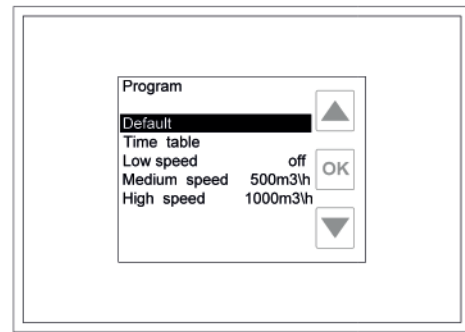 Program
Default
Time table
Low speed off
Medium speed 500m3\h
High speed 1000m3\h
OK